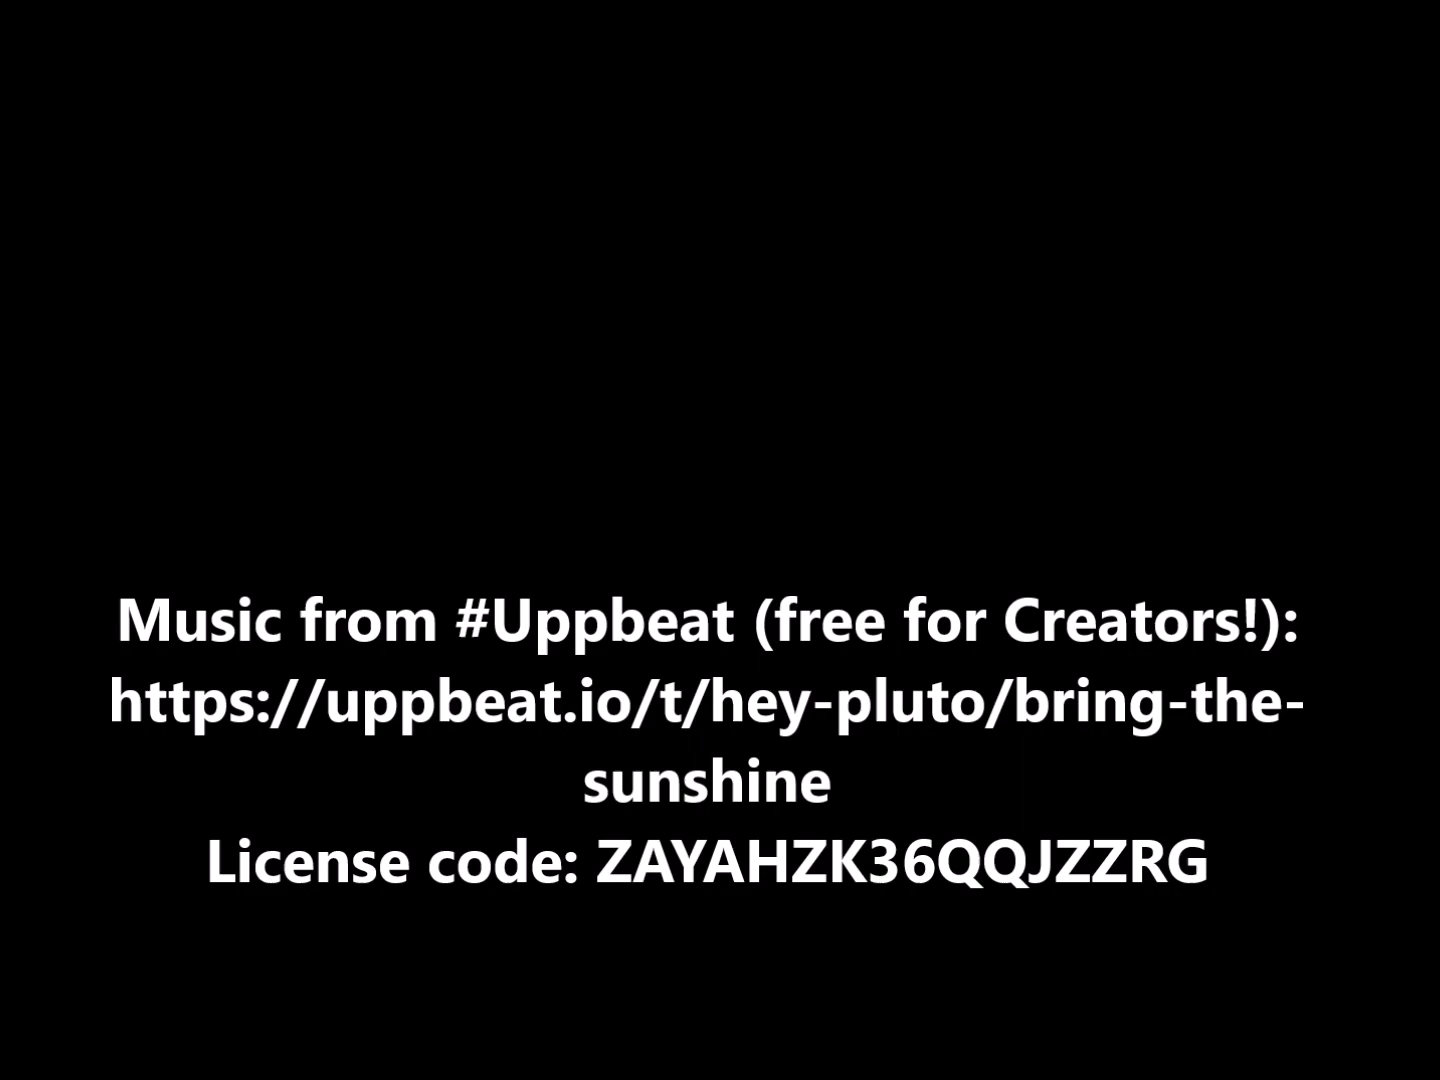 Music from #Uppbeat (free for Creators!):
https://uppbeat.io/t/hey-pluto/bring-the-
sunshine
License code: ZAYAHZK36QQJZZRG